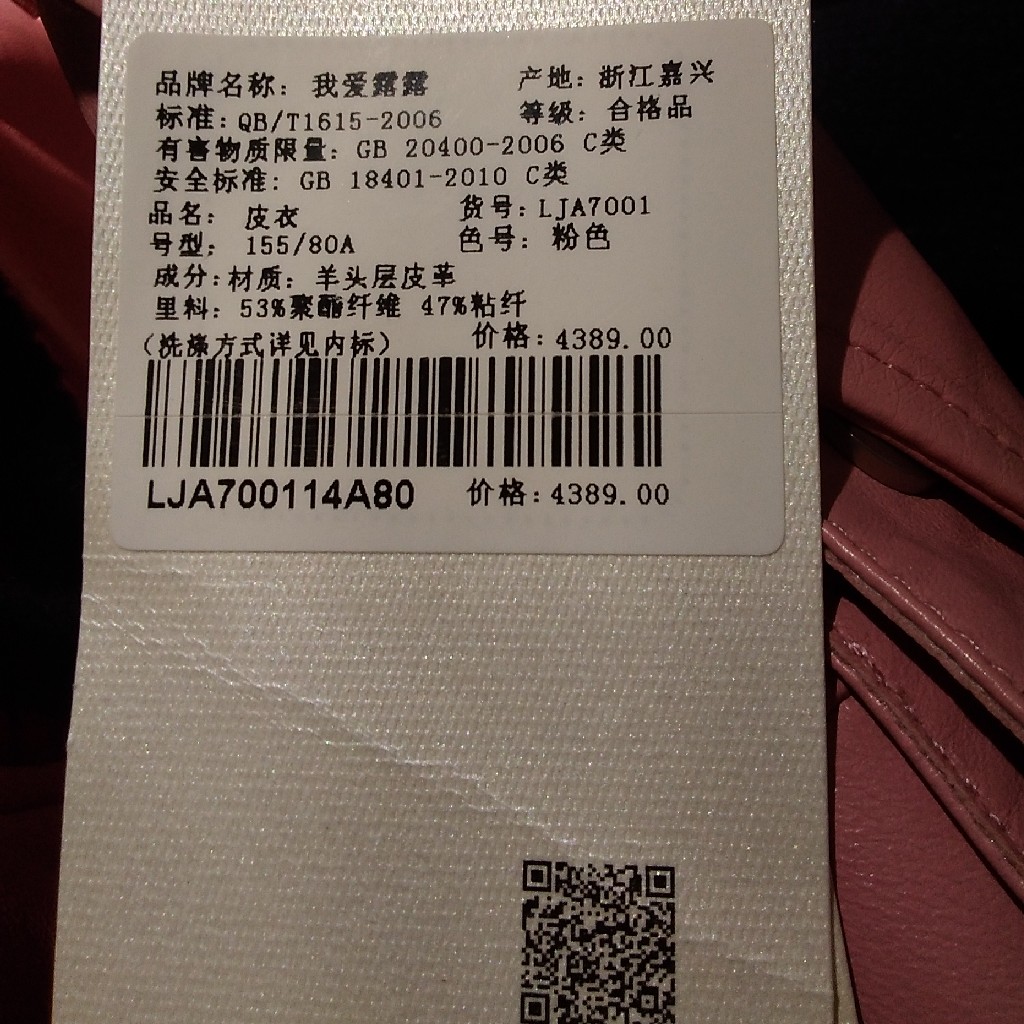 品牌名称: 我爱露露 产地: 浙江嘉兴
标准: QB/T1615-2006 等级: 合格品
有害物质限量: GB 20400-2006 C类
安全标准: GB 18401-2010 C类
品名: 皮衣 货号: LJA7001
号型: 155/80A 色号: 粉色
成分: 材质: 羊头层皮革
里料: 53%聚酯纤维 47%粘纤
(洗涤方式详见内标) 价格: 4389.00
LJA700114A80 价格: 4389.00